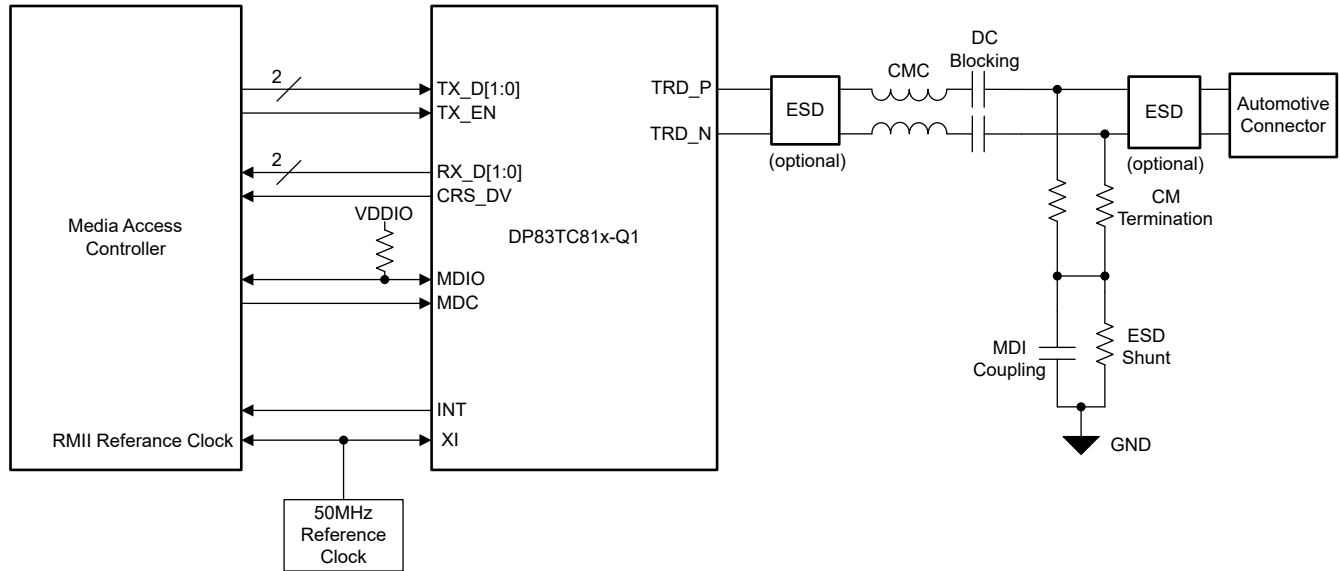 Media Access
Controller
RMII Referance Clock
2
2
VDDIO
50MHz
Reference
Clock
TX_D[1:0]
TX_EN
RX_D[1:0]
CRS_DV
MDIO
MDC
INT
XI
DP83TC81x-Q1
TRD_P
TRD_N
ESD
(optional)
CMC
DC
Blocking
ESD
(optional)
Automotive
Connector
CM
Termination
MDI
Coupling
ESD
Shunt
GND